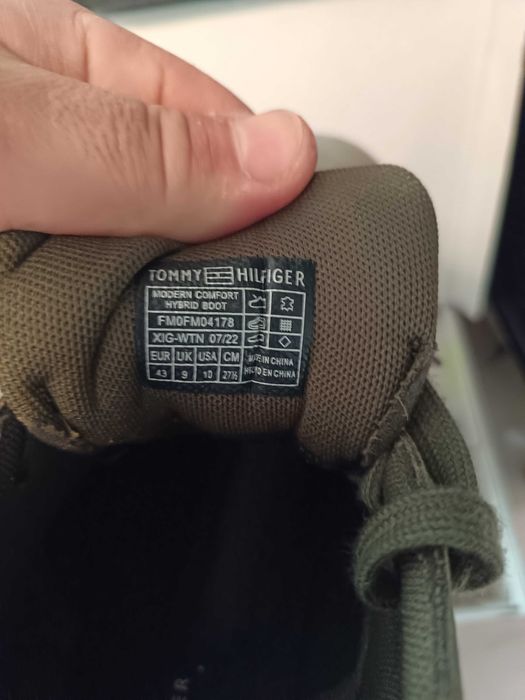 TOMMY HILFIGER
MODERN COMFORT
HYBRID BOOT
FM0FM04178
XIG-WTN 07/22
EUR UK USA CM
43 9 10 27½
MADE IN CHINA
HECHO EN CHINA